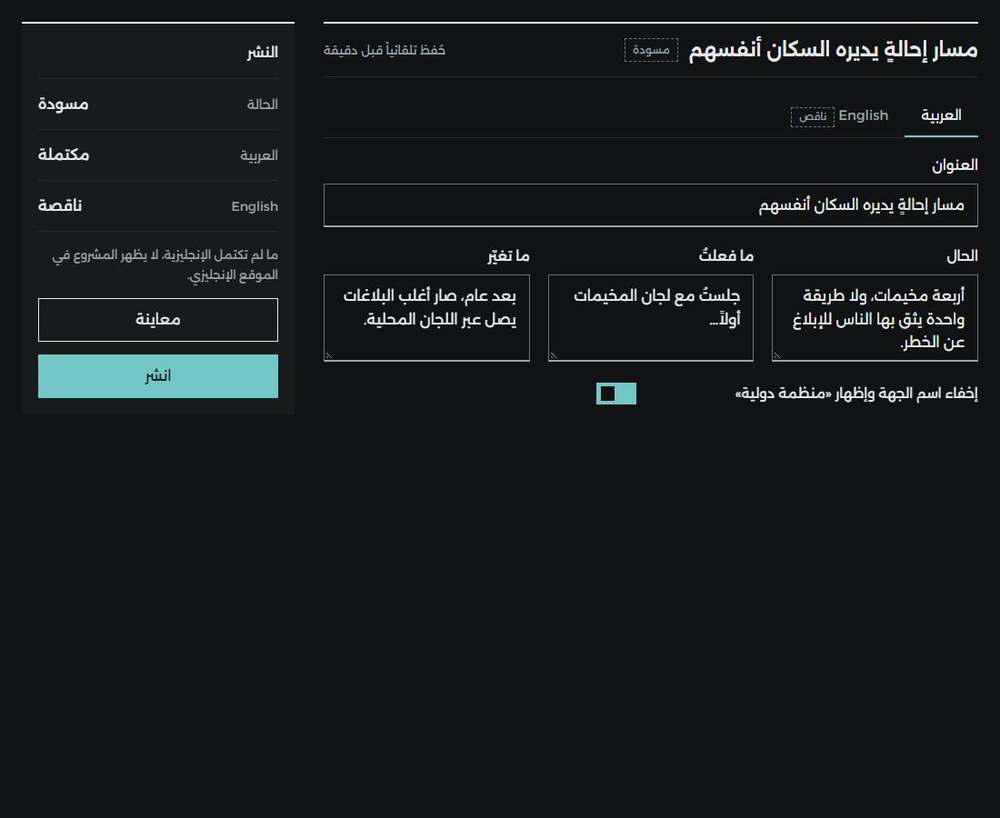 مسار إحالةٍ يديره السكان أنفسهم
مسودة
حُفظ تلقائياً قبل دقيقة
العربية
English
ناقص
العنوان
مسار إحالةٍ يديره السكان أنفسهم
الحال
أربعة مخيمات، ولا طريقة
واحدة يثق بها الناس للإبلاغ
عن الخطر.
ما فعلتُ
جلستُ مع لجان المخيمات
أولاً…
ما تغيّر
بعد عام، صار أغلب البلاغات
يصل عبر اللجان المحلية.
إخفاء اسم الجهة وإظهار «منظمة دولية»
النشر
الحالة
مسودة
العربية
مكتملة
English
ناقصة
ما لم تكتمل الإنجليزية، لا يظهر المشروع في
الموقع الإنجليزي.
معاينة
انشر